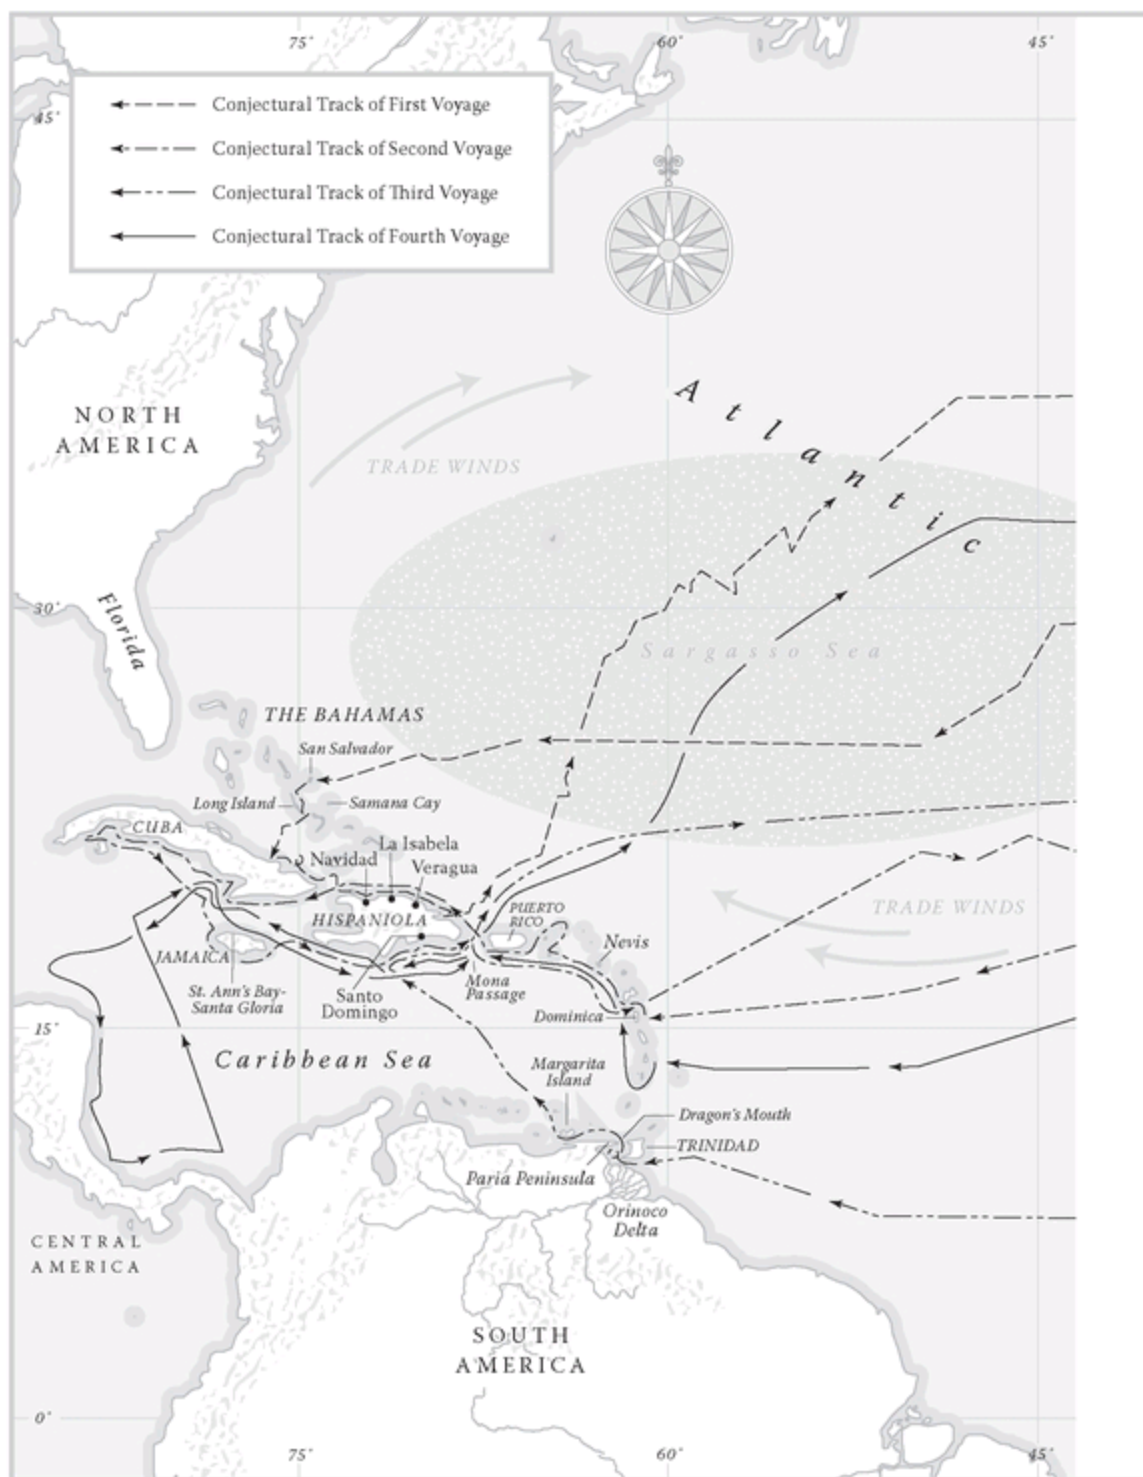 75°
60°
45°
Conjectural Track of First Voyage
Conjectural Track of Second Voyage
Conjectural Track of Third Voyage
Conjectural Track of Fourth Voyage
45°
NORTH
AMERICA
TRADE WINDS
Atlantic
30°
Florida
Sargasso Sea
THE BAHAMAS
San Salvador
Long Island
Samana Cay
CUBA
La Isabela
Navidad
Veragua
HISPANIOLA
PUERTO
RICO
TRADE WINDS
Nevis
JAMAICA
St. Ann's Bay-
Santa Gloria
Santo
Domingo
Mona
Passage
Dominica
15°
Caribbean Sea
Margarita
Island
Dragon's Mouth
TRINIDAD
Paria Peninsula
Orinoco
Delta
CENTRAL
AMERICA
SOUTH
AMERICA
0°
75°
60°
45°